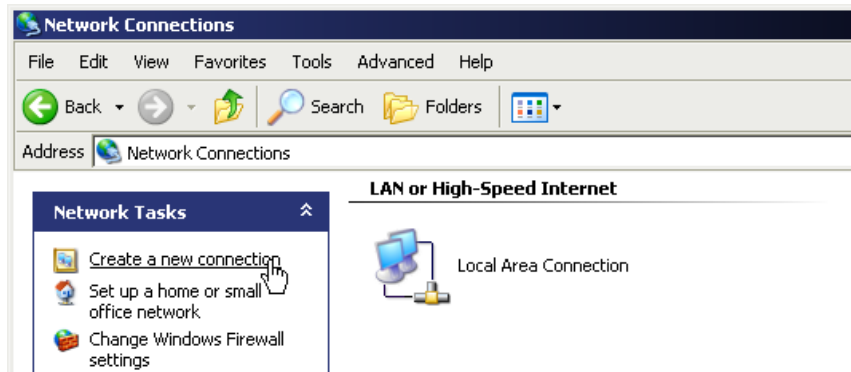 Network Connections
File Edit View Favorites Tools Advanced Help
Back Search Folders
Address Network Connections
Network Tasks
Create a new connection
Set up a home or small
office network
Change Windows Firewall
settings
LAN or High-Speed Internet
Local Area Connection